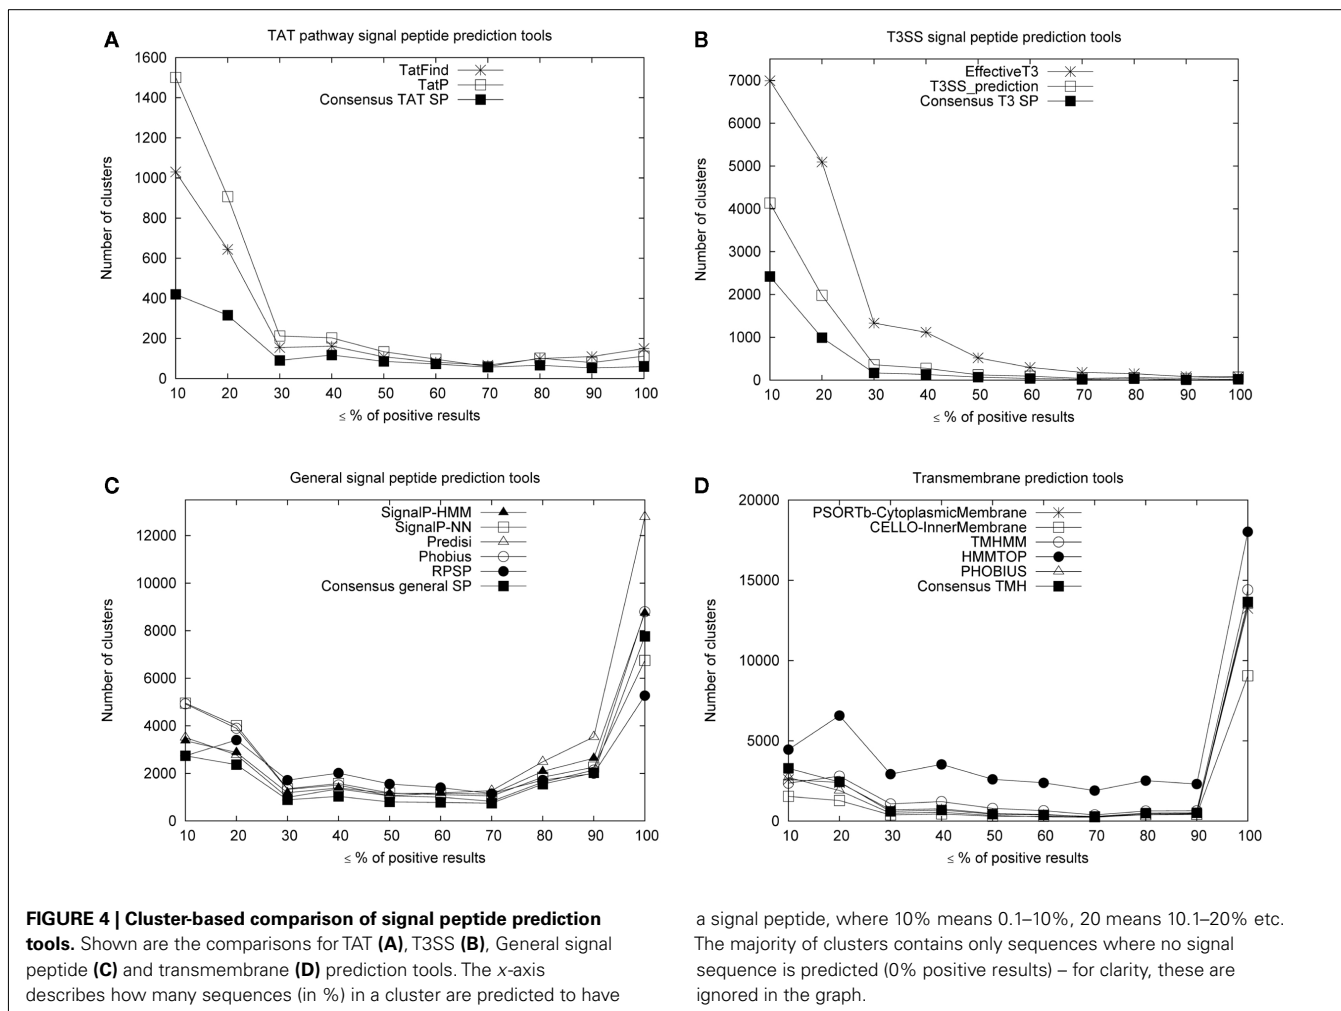 A
TAT pathway signal peptide prediction tools
TatFind
TatP
Consensus TAT SP
Number of clusters
1600
1400
1200
1000
800
600
400
200
0
10 20 30 40 50 60 70 80 90 100
≤ % of positive results
B
T3SS signal peptide prediction tools
EffectiveT3
T3SS_prediction
Consensus T3 SP
Number of clusters
7000
6000
5000
4000
3000
2000
1000
0
10 20 30 40 50 60 70 80 90 100
≤ % of positive results
C
General signal peptide prediction tools
SignalP-HMM
SignalP-NN
Predisi
Phobius
RPSP
Consensus general SP
Number of clusters
12000
10000
8000
6000
4000
2000
0
10 20 30 40 50 60 70 80 90 100
≤ % of positive results
D
Transmembrane prediction tools
PSORTb-CytoplasmicMembrane
CELLO-InnerMembrane
TMHMM
HMMTOP
PHOBIUS
Consensus TMH
Number of clusters
20000
15000
10000
5000
0
10 20 30 40 50 60 70 80 90 100
≤ % of positive results
FIGURE 4 | Cluster-based comparison of signal peptide prediction
tools. Shown are the comparisons for TAT (A), T3SS (B), General signal
peptide (C) and transmembrane (D) prediction tools. The x-axis
describes how many sequences (in %) in a cluster are predicted to have
a signal peptide, where 10% means 0.1–10%, 20 means 10.1–20% etc.
The majority of clusters contains only sequences where no signal
sequence is predicted (0% positive results) – for clarity, these are
ignored in the graph.